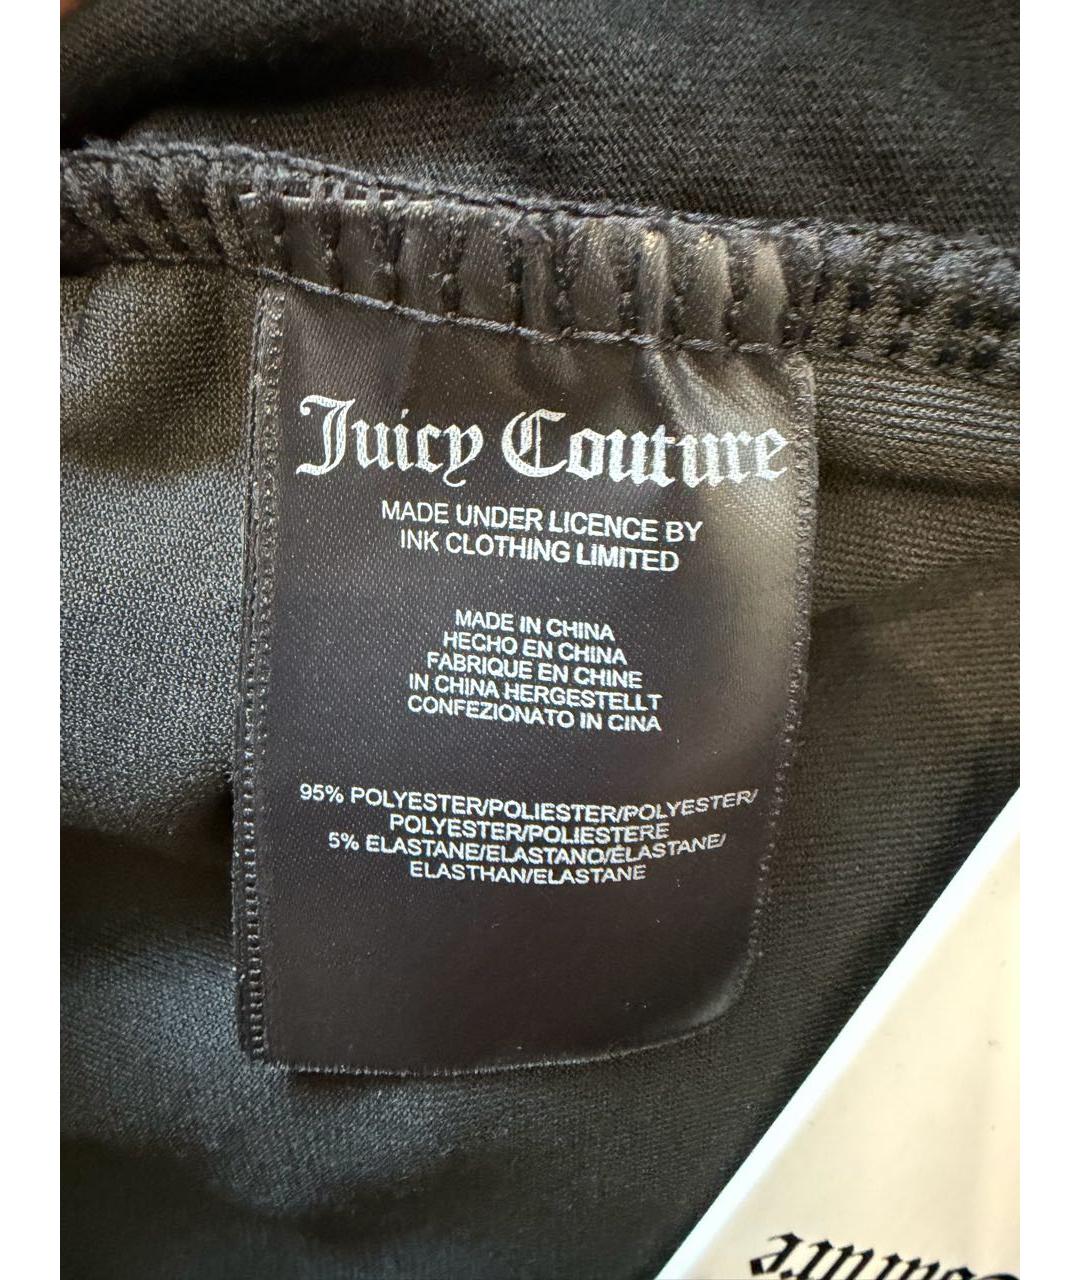 Juicy Couture
MADE UNDER LICENCE BY
INK CLOTHING LIMITED
MADE IN CHINA
HECHO EN CHINA
FABRIQUE EN CHINE
IN CHINA HERGESTELLT
CONFEZIONATO IN CINA
95% POLYESTER/POLIESTER/POLYESTER/
POLYESTER/POLIESTERE
5% ELASTANE/ELASTANO/ÉLASTANE/
ELASTHAN/ELASTANE